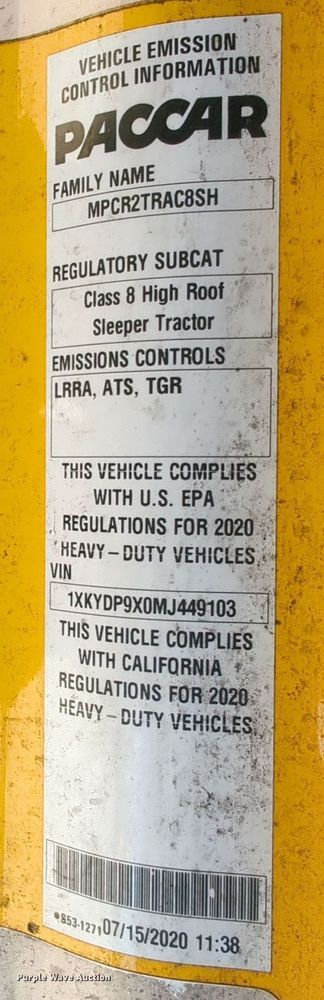 VEHICLE EMISSION
CONTROL INFORMATION
PACCAR
FAMILY NAME
MPCR2TRAC8SH
REGULATORY SUBCAT
Class 8 High Roof
Sleeper Tractor
EMISSIONS CONTROLS
LRRA, ATS, TGR
THIS VEHICLE COMPLIES
WITH U.S. EPA
REGULATIONS FOR 2020
HEAVY-DUTY VEHICLES
VIN
1XKYDP9X0MJ449103
THIS VEHICLE COMPLIES
WITH CALIFORNIA
REGULATIONS FOR 2020
HEAVY-DUTY VEHICLES
853-1271 07/15/2020 11:38
Purple Wave Auction